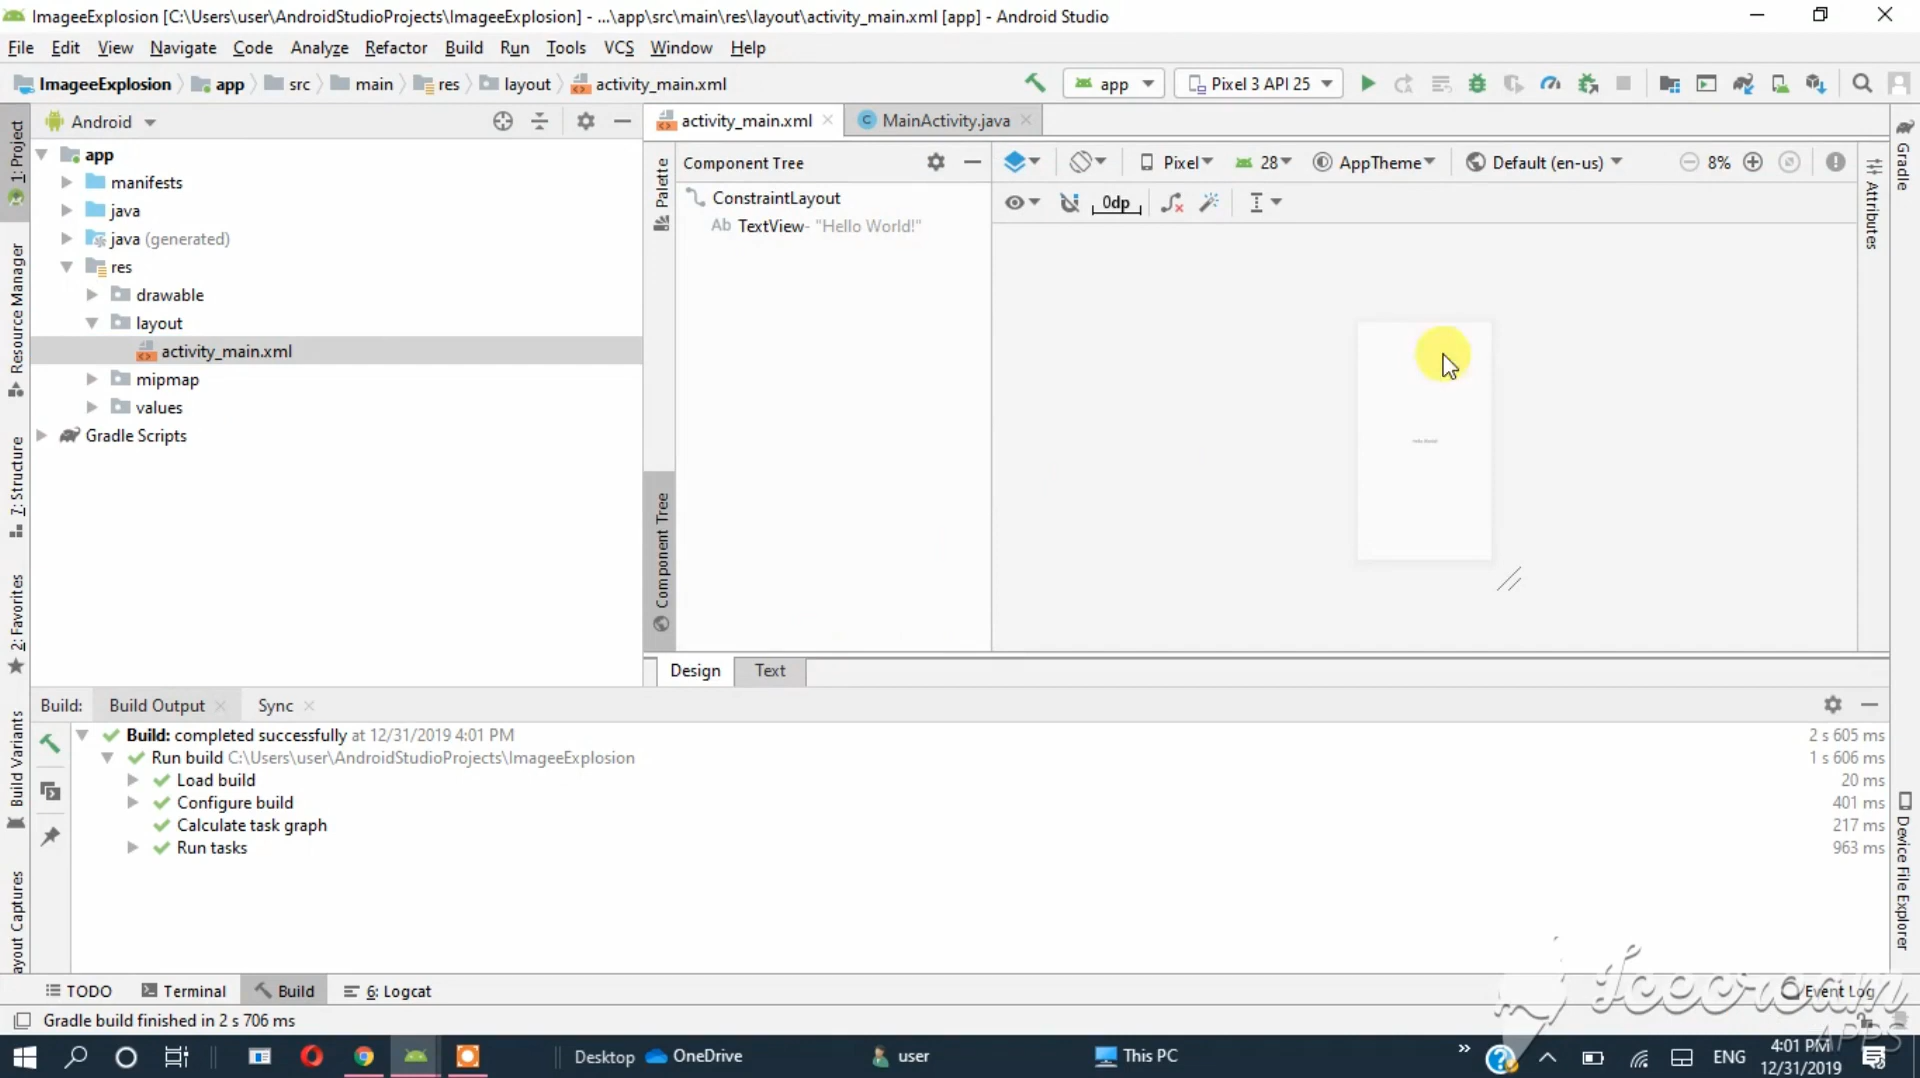 ImageeExplosion [C:\Users\user\AndroidStudioProjects\ImageeExplosion] - ...\app\src\main\res\layout\activity_main.xml [app] - Android Studio
File Edit View Navigate Code Analyze Refactor Build Run Tools VCS Window Help
ImageeExplosion app src main res layout activity_main.xml app Pixel 3 API 25
Android
activity_main.xml MainActivity.java
Component Tree
Pixel 28 AppTheme Default (en-us) 8%
0dp
ConstraintLayout
Ab TextView- "Hello World!"
app
manifests
java
java (generated)
res
drawable
layout
activity_main.xml
mipmap
values
Gradle Scripts
1: Project
Resource Manager
7: Structure
2: Favorites
Build Variants
ayout Captures
Palette
Component Tree
Gradle
Attributes
Device File Explorer
Hello World!
Design Text
Build: Build Output Sync
Build: completed successfully at 12/31/2019 4:01 PM 2 s 605 ms
Run build C:\Users\user\AndroidStudioProjects\ImageeExplosion 1 s 606 ms
Load build 20 ms
Configure build 401 ms
Calculate task graph 217 ms
Run tasks 963 ms
TODO Terminal Build 6: Logcat Event Log
Gradle build finished in 2 s 706 ms
Icecream
APPS
Desktop OneDrive user This PC ENG 4:01 PM
12/31/2019